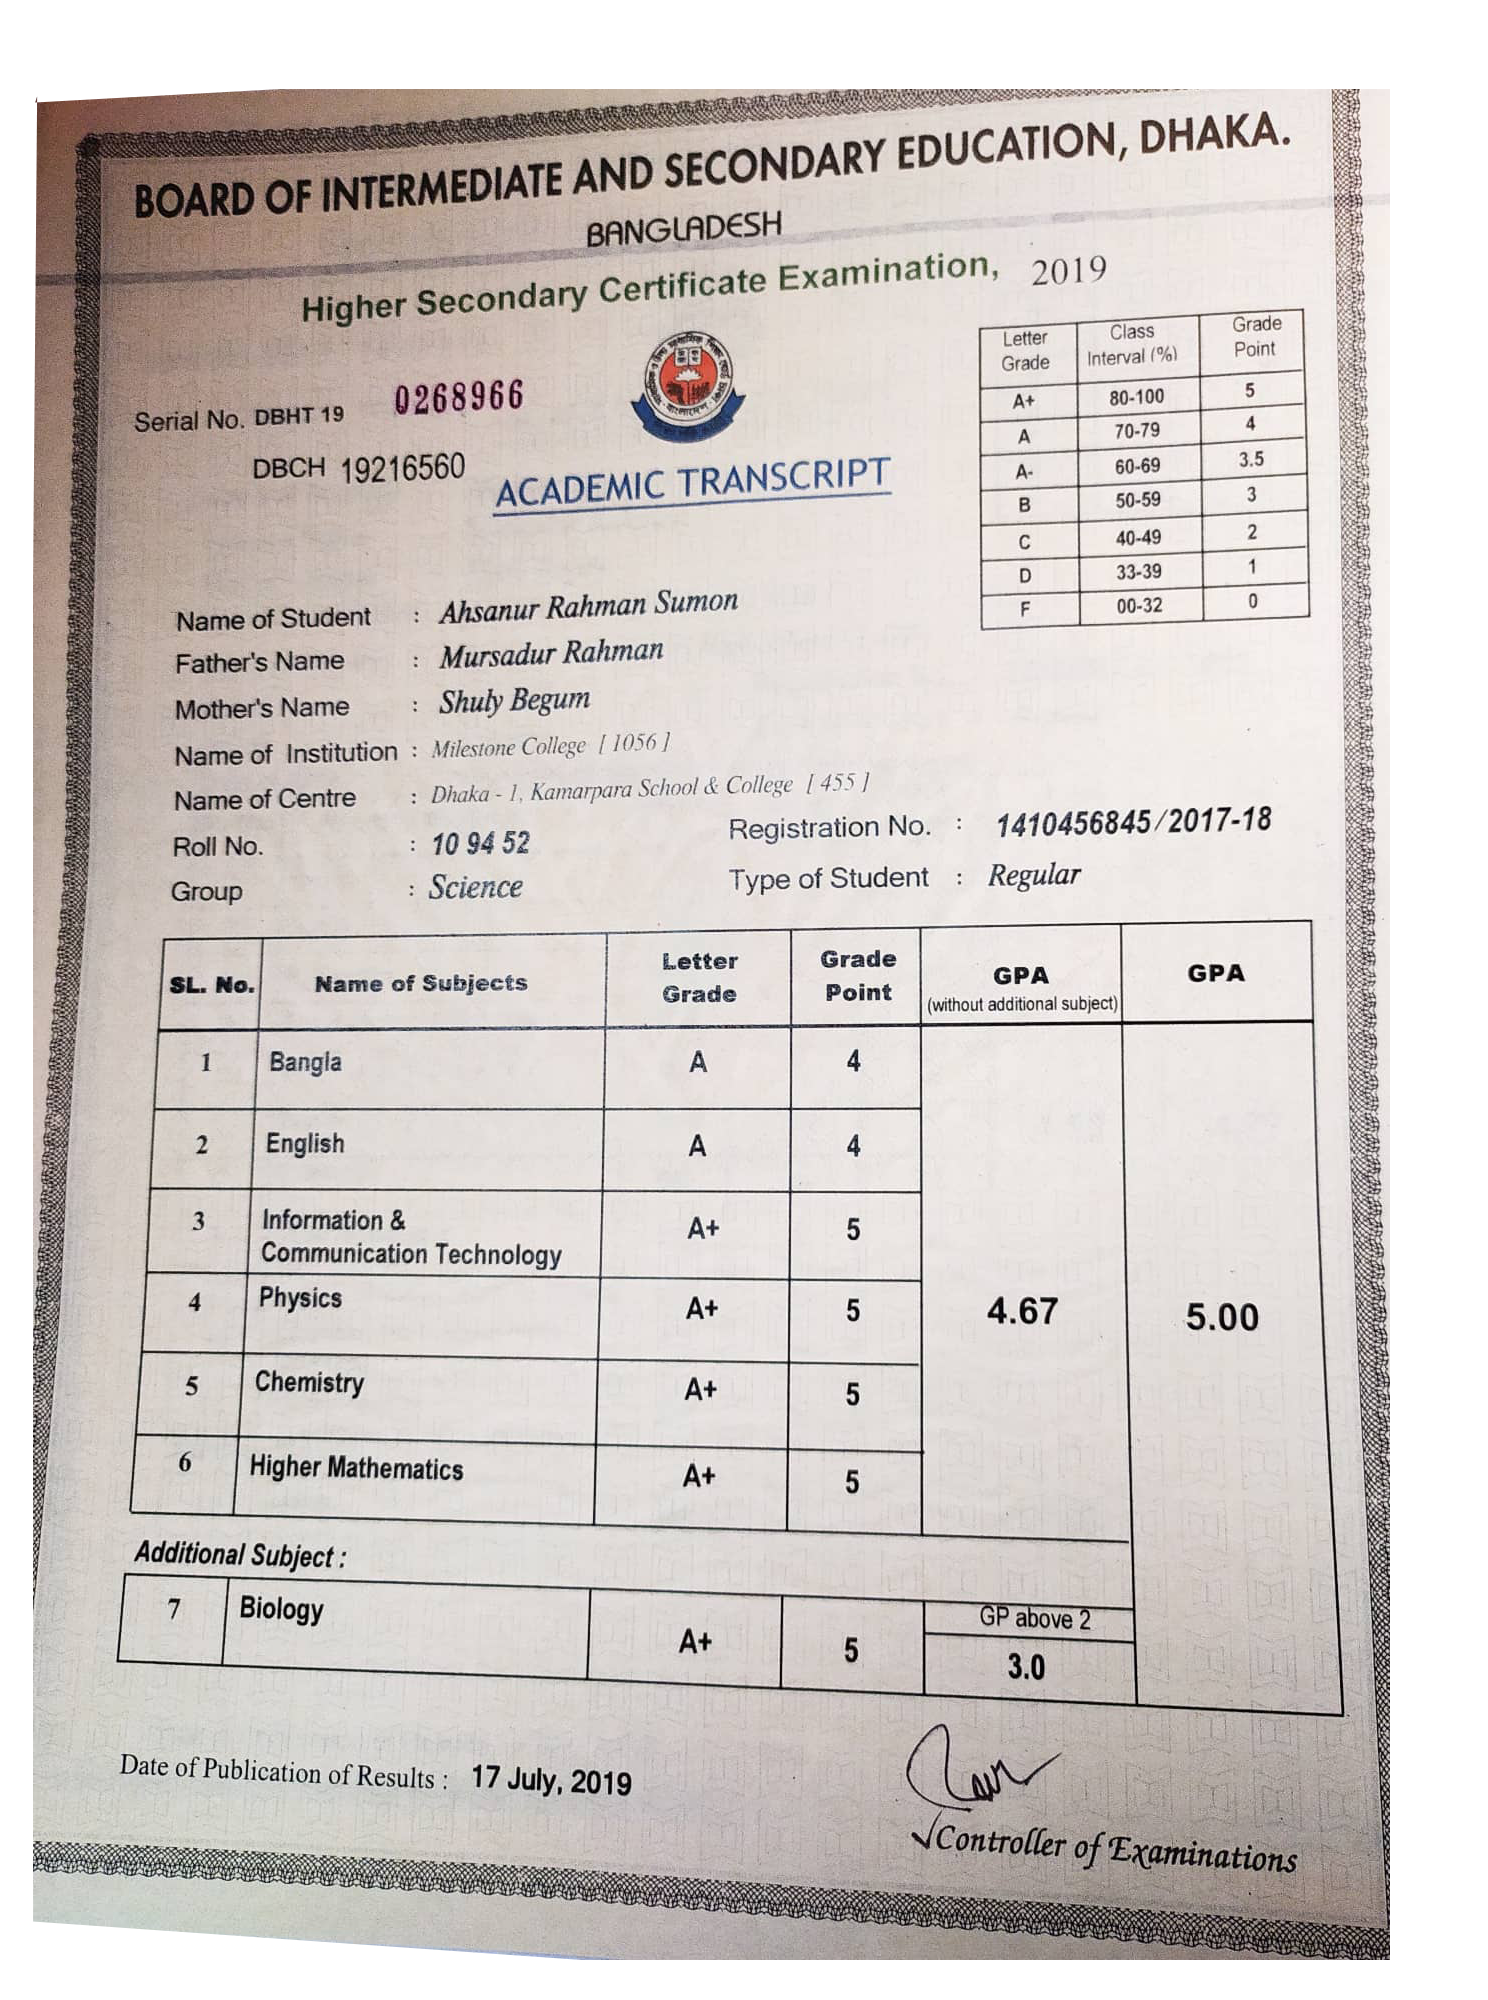 BOARD OF INTERMEDIATE AND SECONDARY EDUCATION, DHAKA.
BANGLADESH
Higher Secondary Certificate Examination, 2019
Serial No. DBHT 19 0268966
DBCH 19216560
ACADEMIC TRANSCRIPT
Letter Grade Class Interval (%) Grade Point
A+ 80-100 5
A 70-79 4
A- 60-69 3.5
B 50-59 3
C 40-49 2
D 33-39 1
F 00-32 0
Name of Student : Ahsanur Rahman Sumon
Father's Name : Mursadur Rahman
Mother's Name : Shuly Begum
Name of Institution : Milestone College [ 1056 ]
Name of Centre : Dhaka - 1, Kamarpara School & College [ 455 ]
Roll No. : 10 94 52 Registration No. : 1410456845/2017-18
Group : Science Type of Student : Regular
SL. No. Name of Subjects Letter Grade Grade Point GPA (without additional subject) GPA
1 Bangla A 4
2 English A 4
3 Information & Communication Technology A+ 5
4 Physics A+ 5 4.67 5.00
5 Chemistry A+ 5
6 Higher Mathematics A+ 5
Additional Subject :
7 Biology A+ 5 GP above 2
3.0
Date of Publication of Results : 17 July, 2019
Controller of Examinations